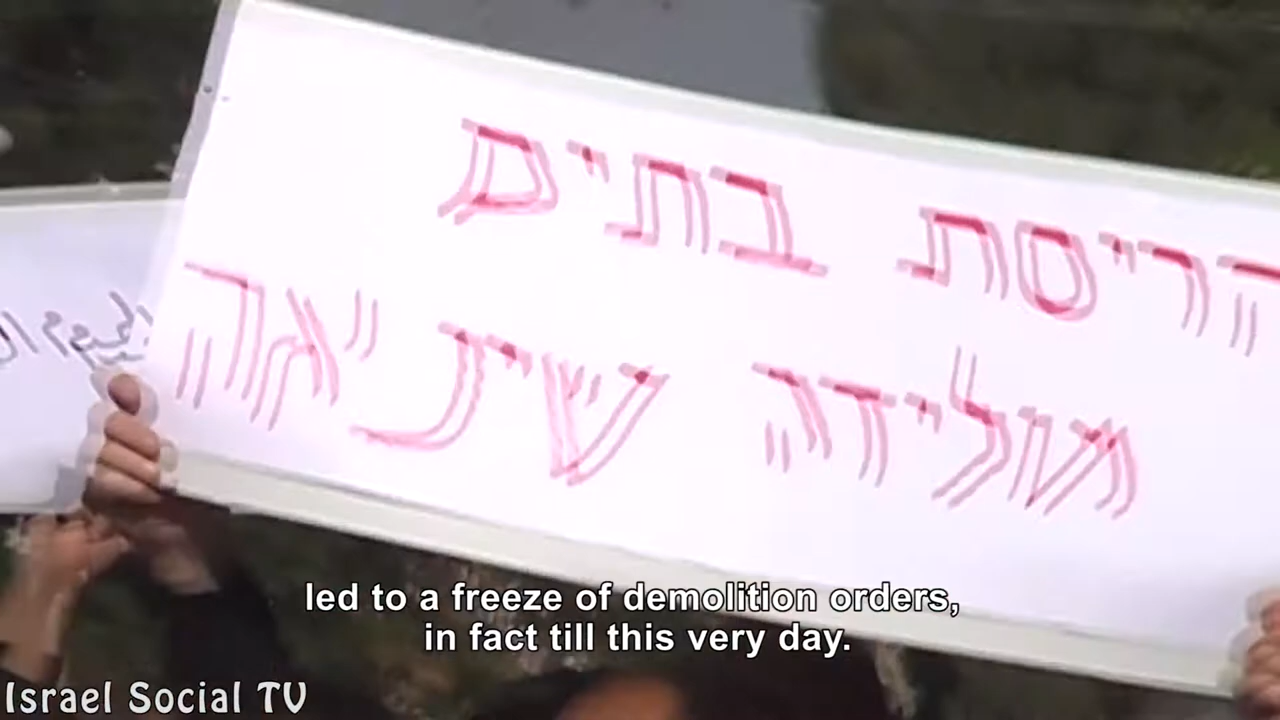 הריסת בתים
מולידה שינאה
led to a freeze of demolition orders,
in fact till this very day.
Israel Social TV